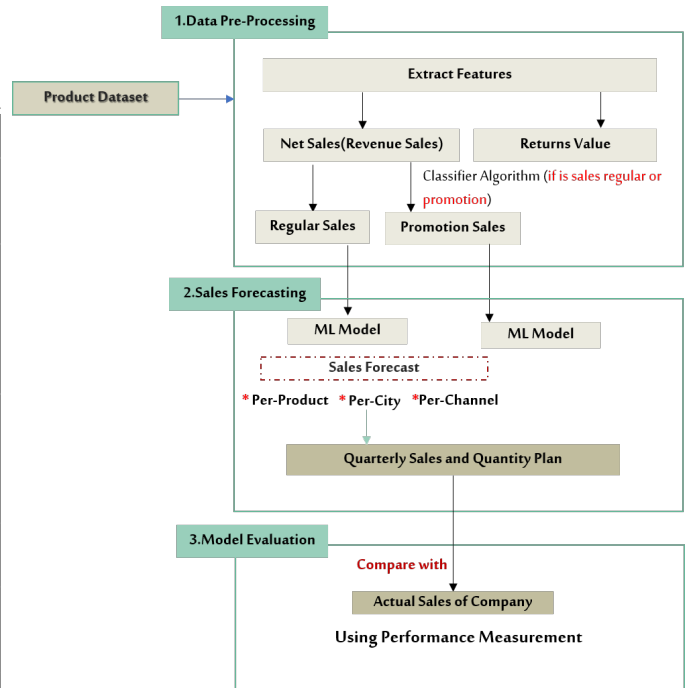 1.Data Pre-Processing
Extract Features
Product Dataset
Net Sales(Revenue Sales)
Returns Value
Classifier Algorithm (if is sales regular or
promotion)
Regular Sales
Promotion Sales
2.Sales Forecasting
ML Model
ML Model
Sales Forecast
* Per-Product * Per-City *Per-Channel
Quarterly Sales and Quantity Plan
3.Model Evaluation
Compare with
Actual Sales of Company
Using Performance Measurement